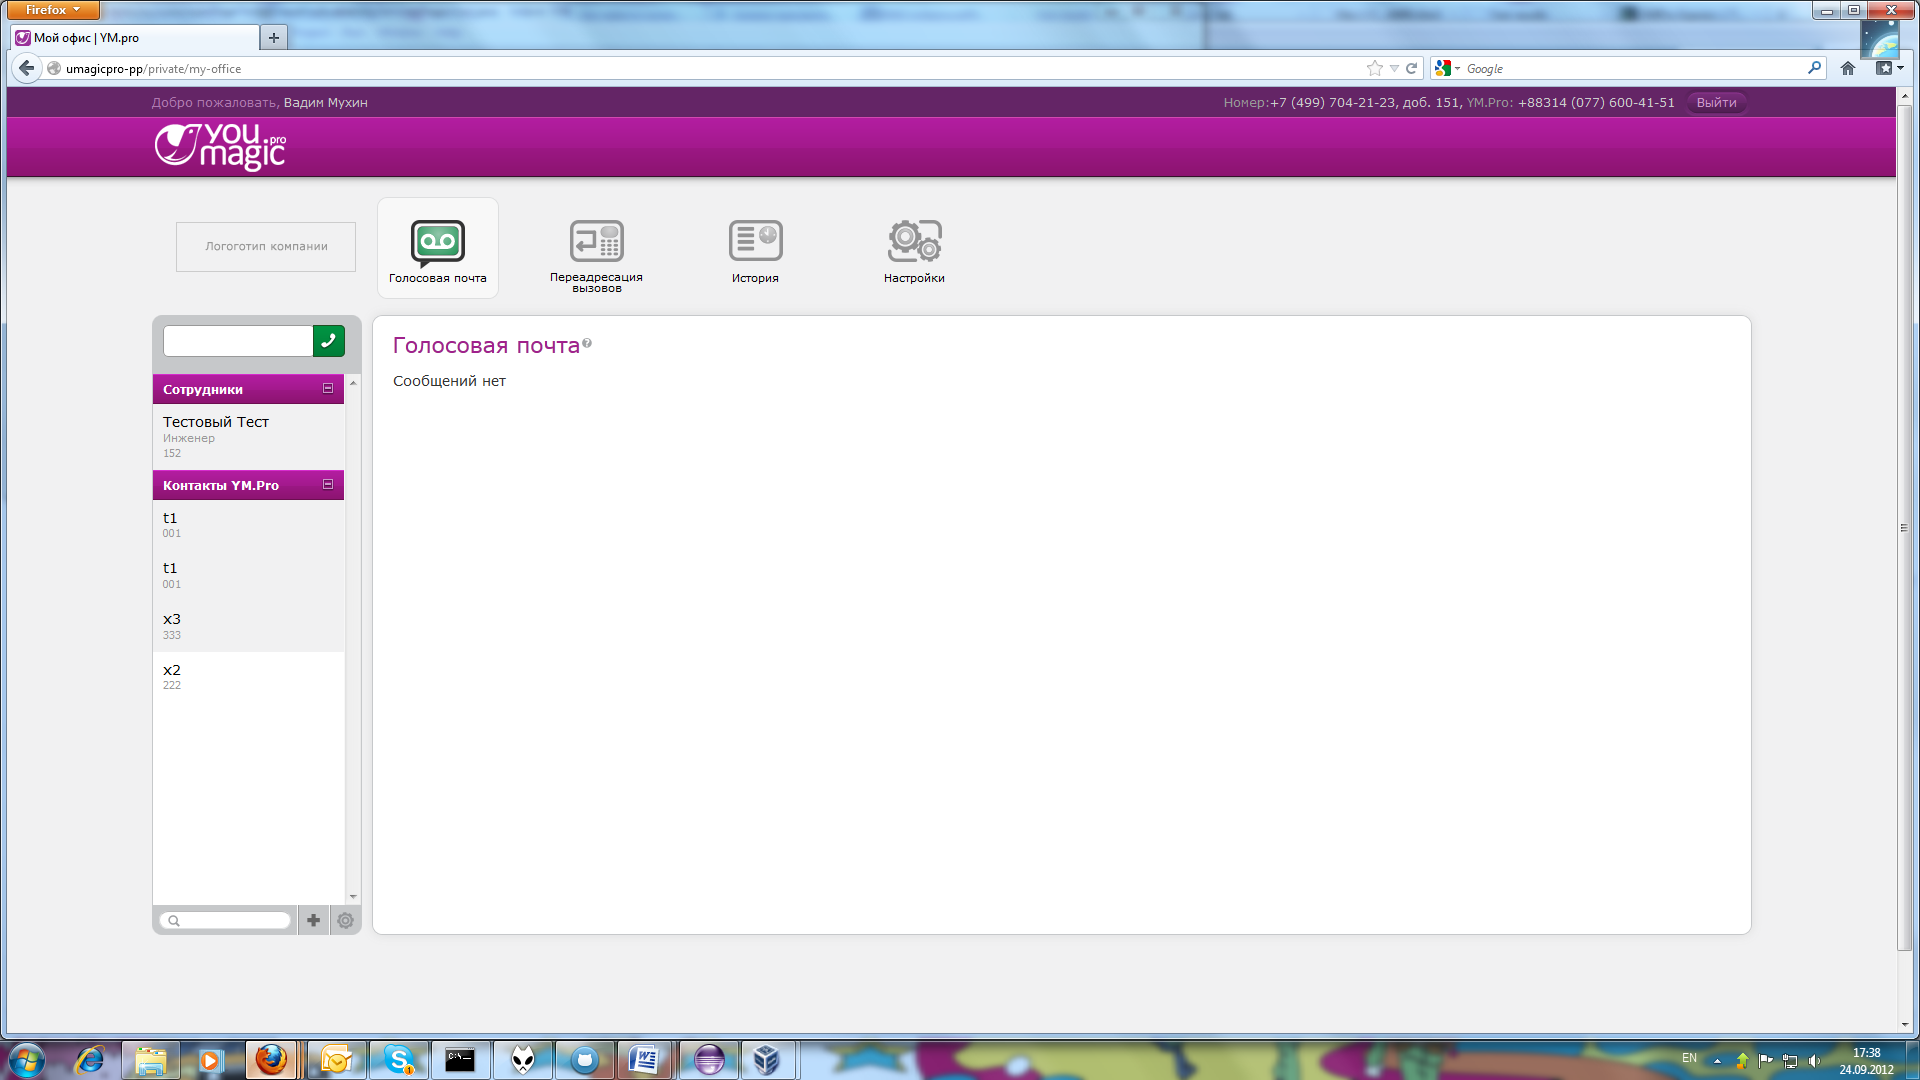 Firefox
Мой офис | YM.pro
umagicpro-pp/private/my-office
Google
Добро пожаловать, Вадим Мухин
Номер:+7 (499) 704-21-23, доб. 151, YM.Pro: +88314 (077) 600-41-51
Выйти
you
magic
pro
Логоготип компании
Голосовая почта
Переадресация
вызовов
История
Настройки
Голосовая почта
Сообщений нет
Сотрудники
Тестовый Тест
Инженер
152
Контакты YM.Pro
t1
001
t1
001
x3
333
x2
222
EN
17:38
24.09.2012